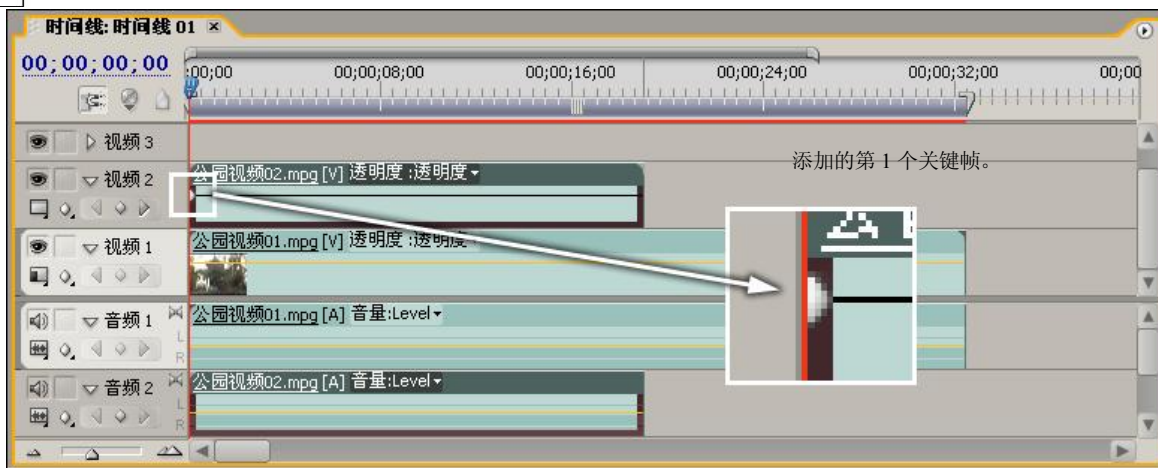 时间线: 时间线 01
00;00;00;00
;00;00 00;00;08;00 00;00;16;00 00;00;24;00 00;00;32;00 00;00
视频 3
添加的第 1 个关键帧。
视频 2
公园视频02.mpg [V] 透明度 :透明度
视频 1
公园视频01.mpg [V] 透明度 :透明度
音频 1
公园视频01.mpg [A] 音量:Level
L
R
音频 2
公园视频02.mpg [A] 音量:Level
L
R